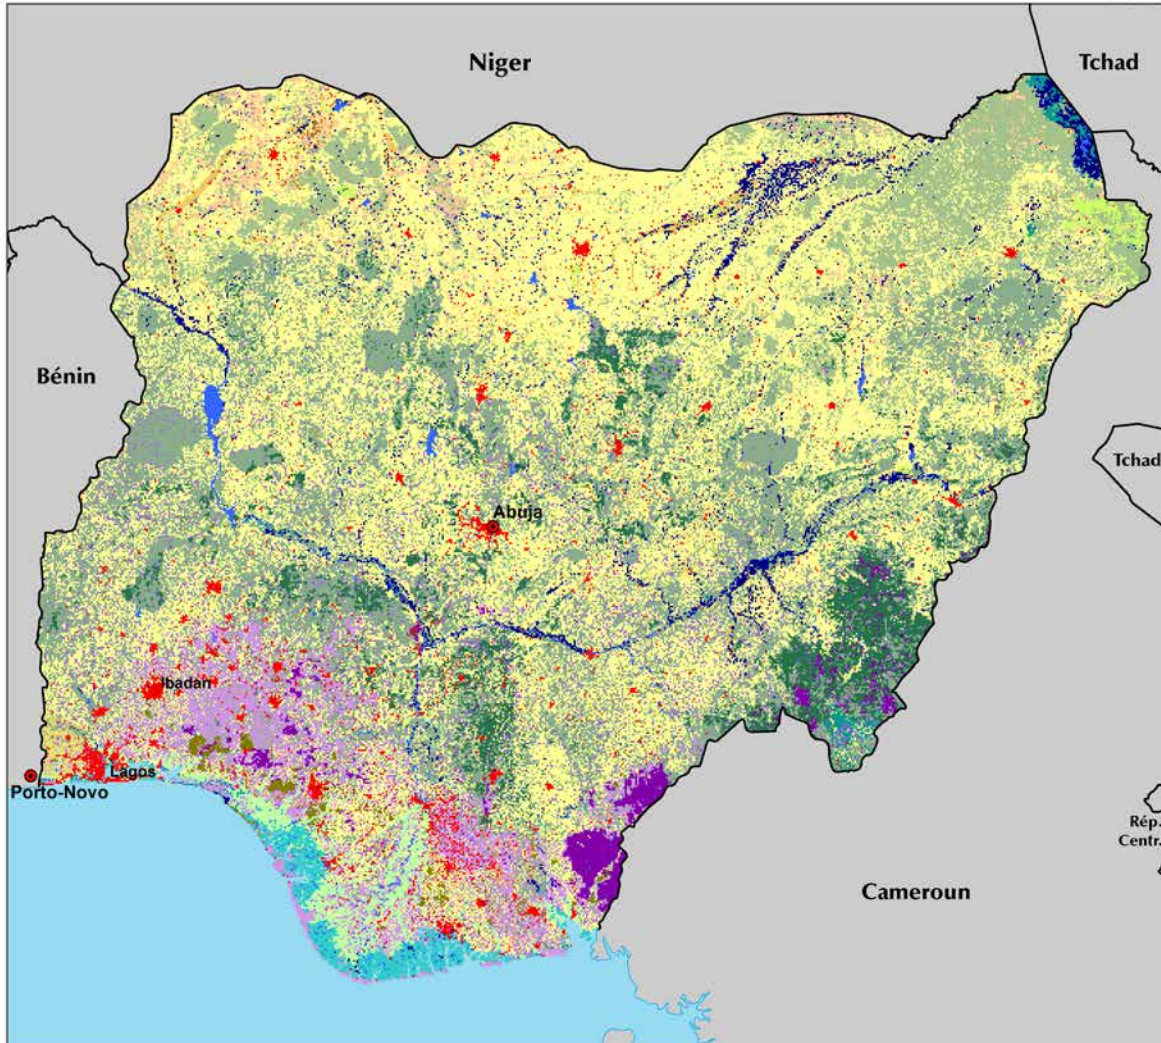 Niger
Tchad
Bénin
Tchad
Abuja
Ibadan
Lagos
Porto-Novo
Rép.
Centr.
Cameroun